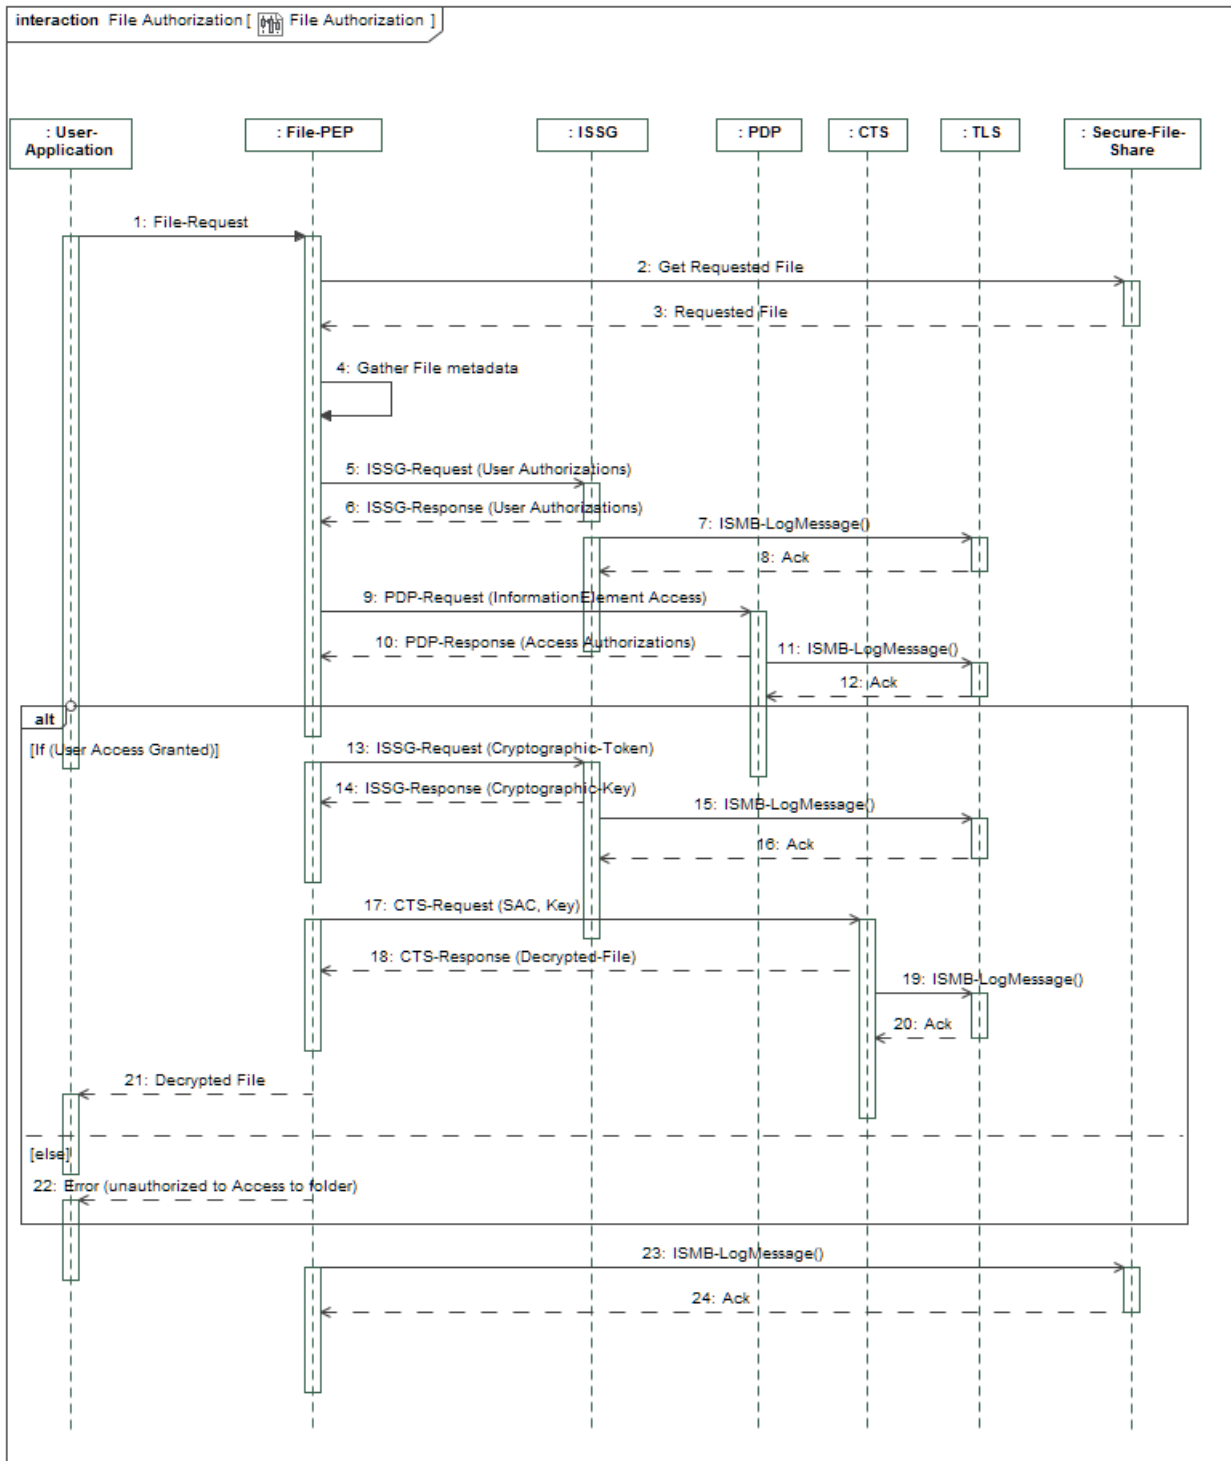 interaction File Authorization [ File Authorization ]
: User-
Application
: File-PEP
: ISSG
: PDP
: CTS
: TLS
: Secure-File-
Share
1: File-Request
2: Get Requested File
3: Requested File
4: Gather File metadata
5: ISSG-Request (User Authorizations)
6: ISSG-Response (User Authorizations)
7: ISMB-LogMessage()
8: Ack
9: PDP-Request (InformationElement Access)
10: PDP-Response (Access Authorizations)
11: ISMB-LogMessage()
12: Ack
alt
[If (User Access Granted)]
13: ISSG-Request (Cryptographic-Token)
14: ISSG-Response (Cryptographic-Key)
15: ISMB-LogMessage()
16: Ack
17: CTS-Request (SAC, Key)
18: CTS-Response (Decrypted-File)
19: ISMB-LogMessage()
20: Ack
21: Decrypted File
[else]
22: Error (unauthorized to Access to folder)
23: ISMB-LogMessage()
24: Ack